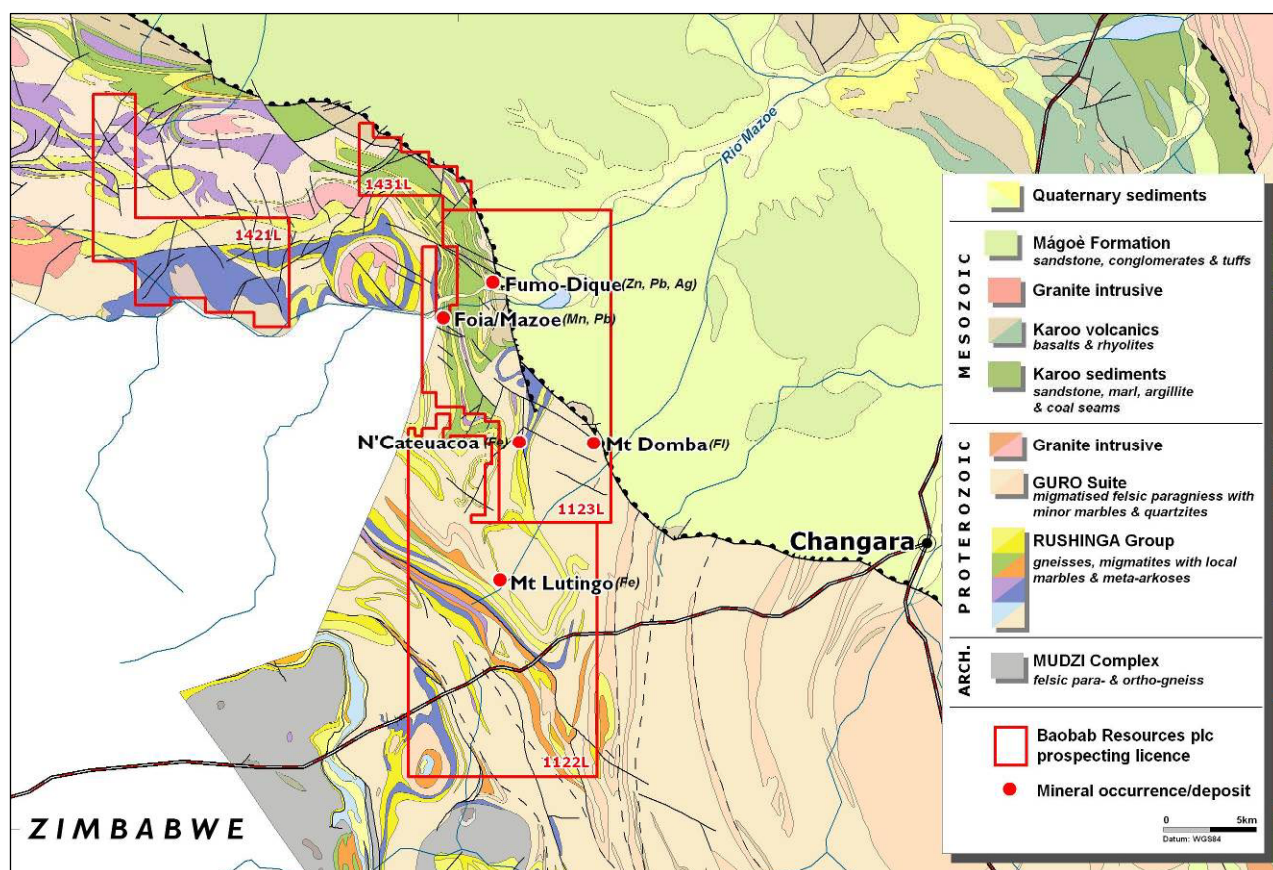 Rio Mazoe
1431L
1421L
Fumo-Dique (Zn, Pb, Ag)
Foia/Mazoe (Mn, Pb)
N'Cateuacoa (Fe)
Mt Domba (Fl)
1123L
Changara
Mt Lutingo (Fe)
1122L
ZIMBABWE
Quaternary sediments
MESOZOIC
Mágoè Formation
sandstone, conglomerates & tuffs
Granite intrusive
Karoo volcanics
basalts & rhyolites
Karoo sediments
sandstone, marl, argillite
& coal seams
PROTEROZOIC
Granite intrusive
GURO Suite
migmatised felsic paragniess with
minor marbles & quartzites
RUSHINGA Group
gneisses, migmatites with local
marbles & meta-arkoses
ARCH.
MUDZI Complex
felsic para- & ortho-gneiss
Baobab Resources plc
prospecting licence
Mineral occurrence/deposit
0 5km
Datum: WGS84